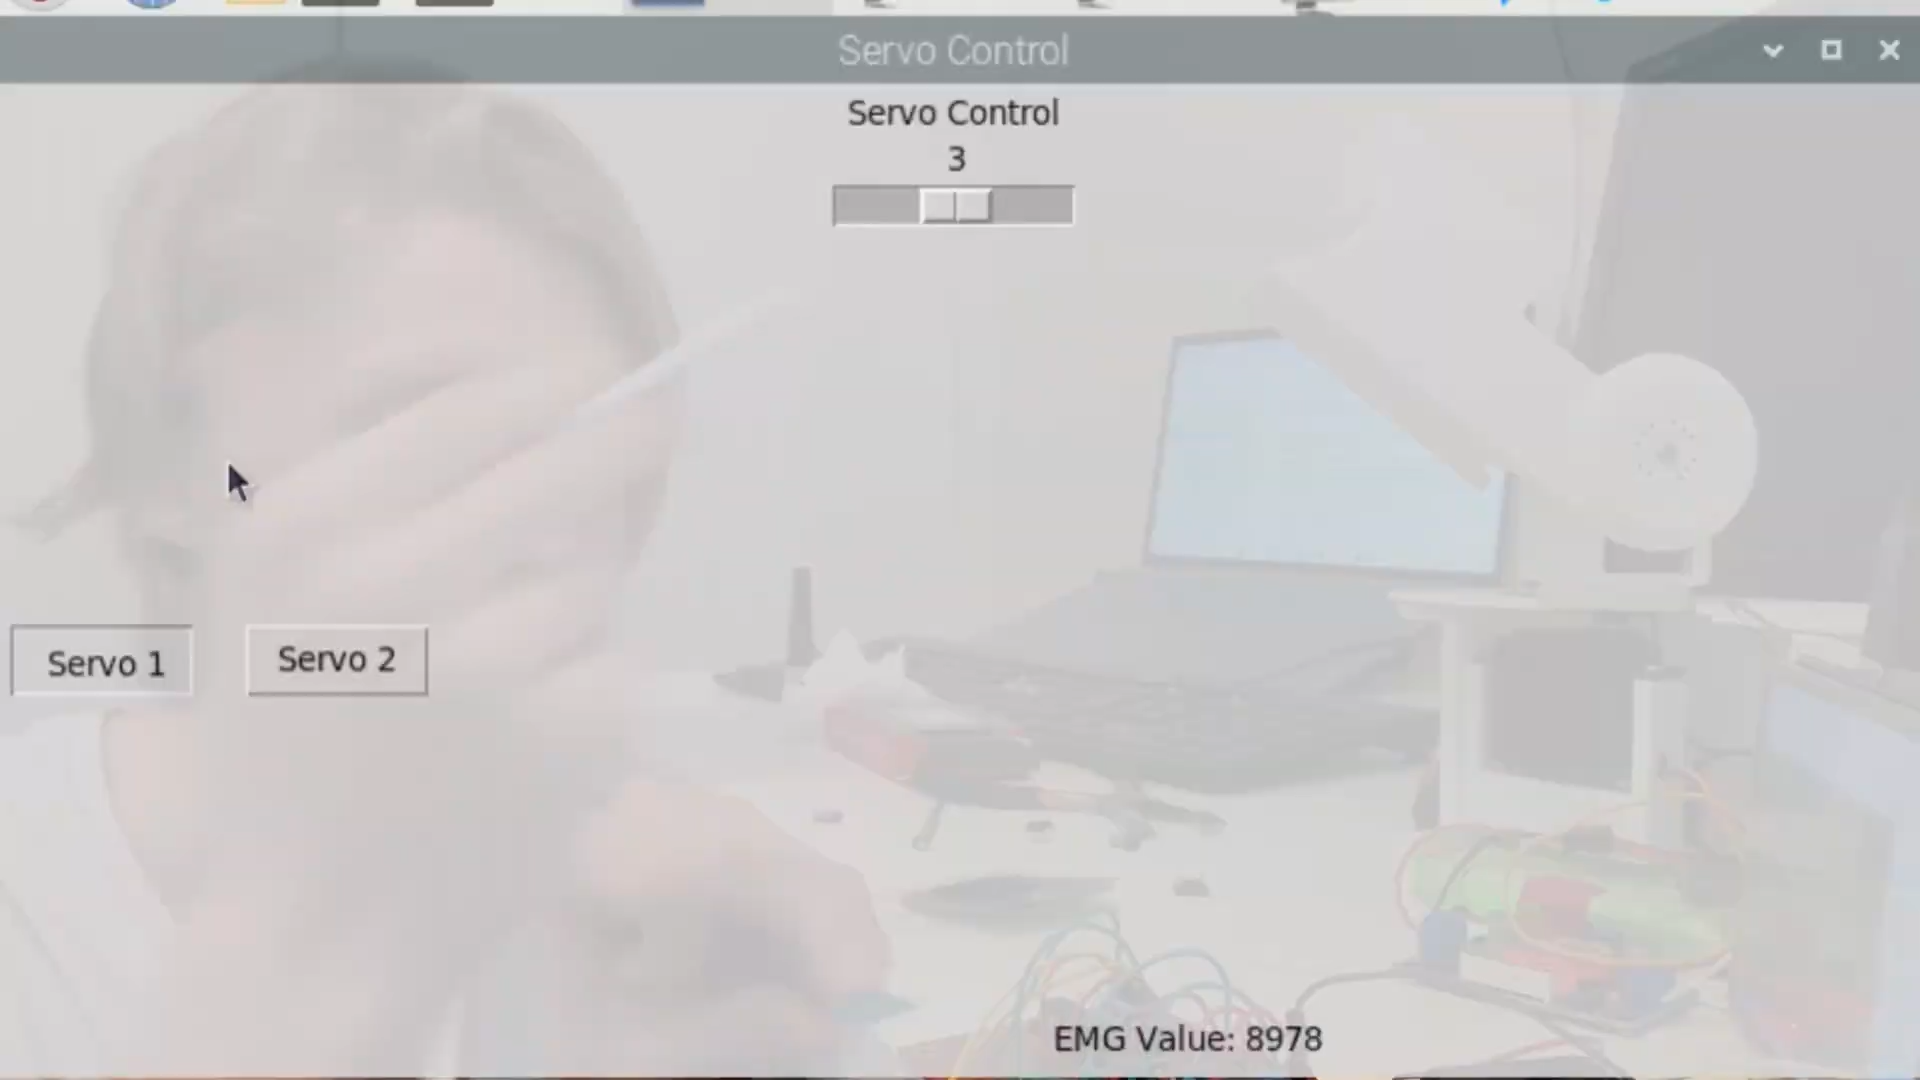 Servo Control
Servo Control
3
Servo 1
Servo 2
EMG Value: 8978